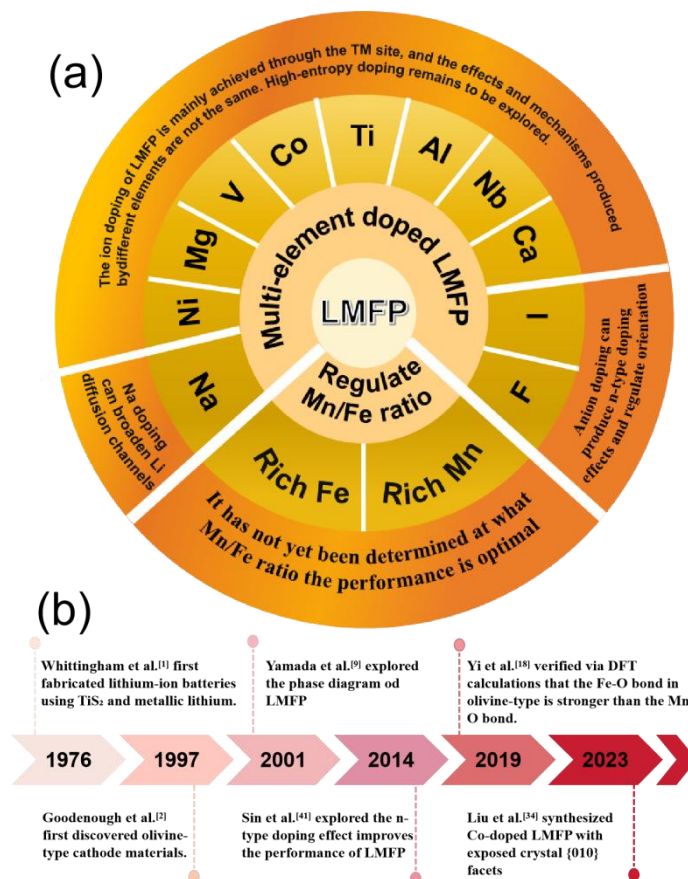 (a)
The ion doping of LMFP is mainly achieved through the TM site, and the effects and mechanisms produced
bydifferent elements are not the same. High-entropy doping remains to be explored.
Ni
Mg
V
Co
Ti
Al
Nb
Ca
I
F
Na
Multi-element doped LMFP
LMFP
Regulate
Mn/Fe ratio
Rich Fe
Rich Mn
Na doping
can broaden Li
diffusion channels
Anion doping can
produce n-type doping
effects and regulate orientation
It has not yet been determined at what
Mn/Fe ratio the performance is optimal
(b)
Whittingham et al.[1] first
fabricated lithium-ion batteries
using TiS₂ and metallic lithium.
Yamada et al.[9] explored
the phase diagram od
LMFP
Yi et al.[18] verified via DFT
calculations that the Fe-O bond in
olivine-type is stronger than the Mn
O bond.
1976
1997
2001
2014
2019
2023
Goodenough et al.[2]
first discovered olivine-
type cathode materials.
Sin et al.[41] explored the n-
type doping effect improves
the performance of LMFP
Liu et al.[34] synthesized
Co-doped LMFP with
exposed crystal {010}
facets